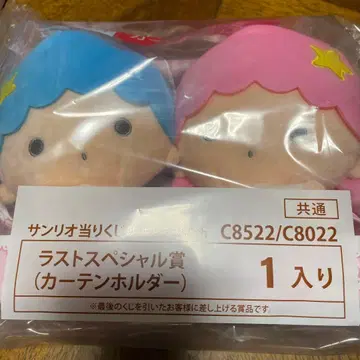 共通
サンリオ当りくじ C8522/C8022
ラストスペシャル賞
(カーテンホルダー)
1入り
※最後のくじを引いたお客様に差し上げる賞品です。